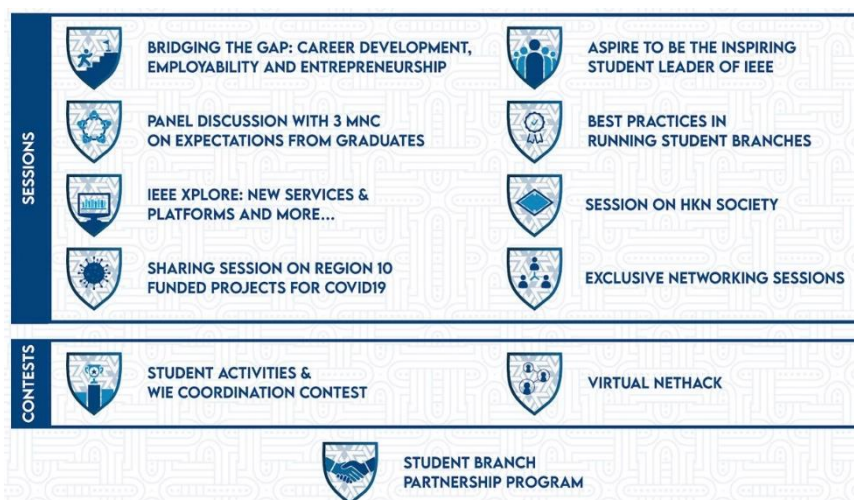 SESSIONS
BRIDGING THE GAP: CAREER DEVELOPMENT,
EMPLOYABILITY AND ENTREPRENEURSHIP
PANEL DISCUSSION WITH 3 MNC
ON EXPECTATIONS FROM GRADUATES
IEEE XPLORE: NEW SERVICES &
PLATFORMS AND MORE...
SHARING SESSION ON REGION 10
FUNDED PROJECTS FOR COVID19
ASPIRE TO BE THE INSPIRING
STUDENT LEADER OF IEEE
BEST PRACTICES IN
RUNNING STUDENT BRANCHES
SESSION ON HKN SOCIETY
EXCLUSIVE NETWORKING SESSIONS
CONTESTS
STUDENT ACTIVITIES &
WIE COORDINATION CONTEST
VIRTUAL NETHACK
STUDENT BRANCH
PARTNERSHIP PROGRAM